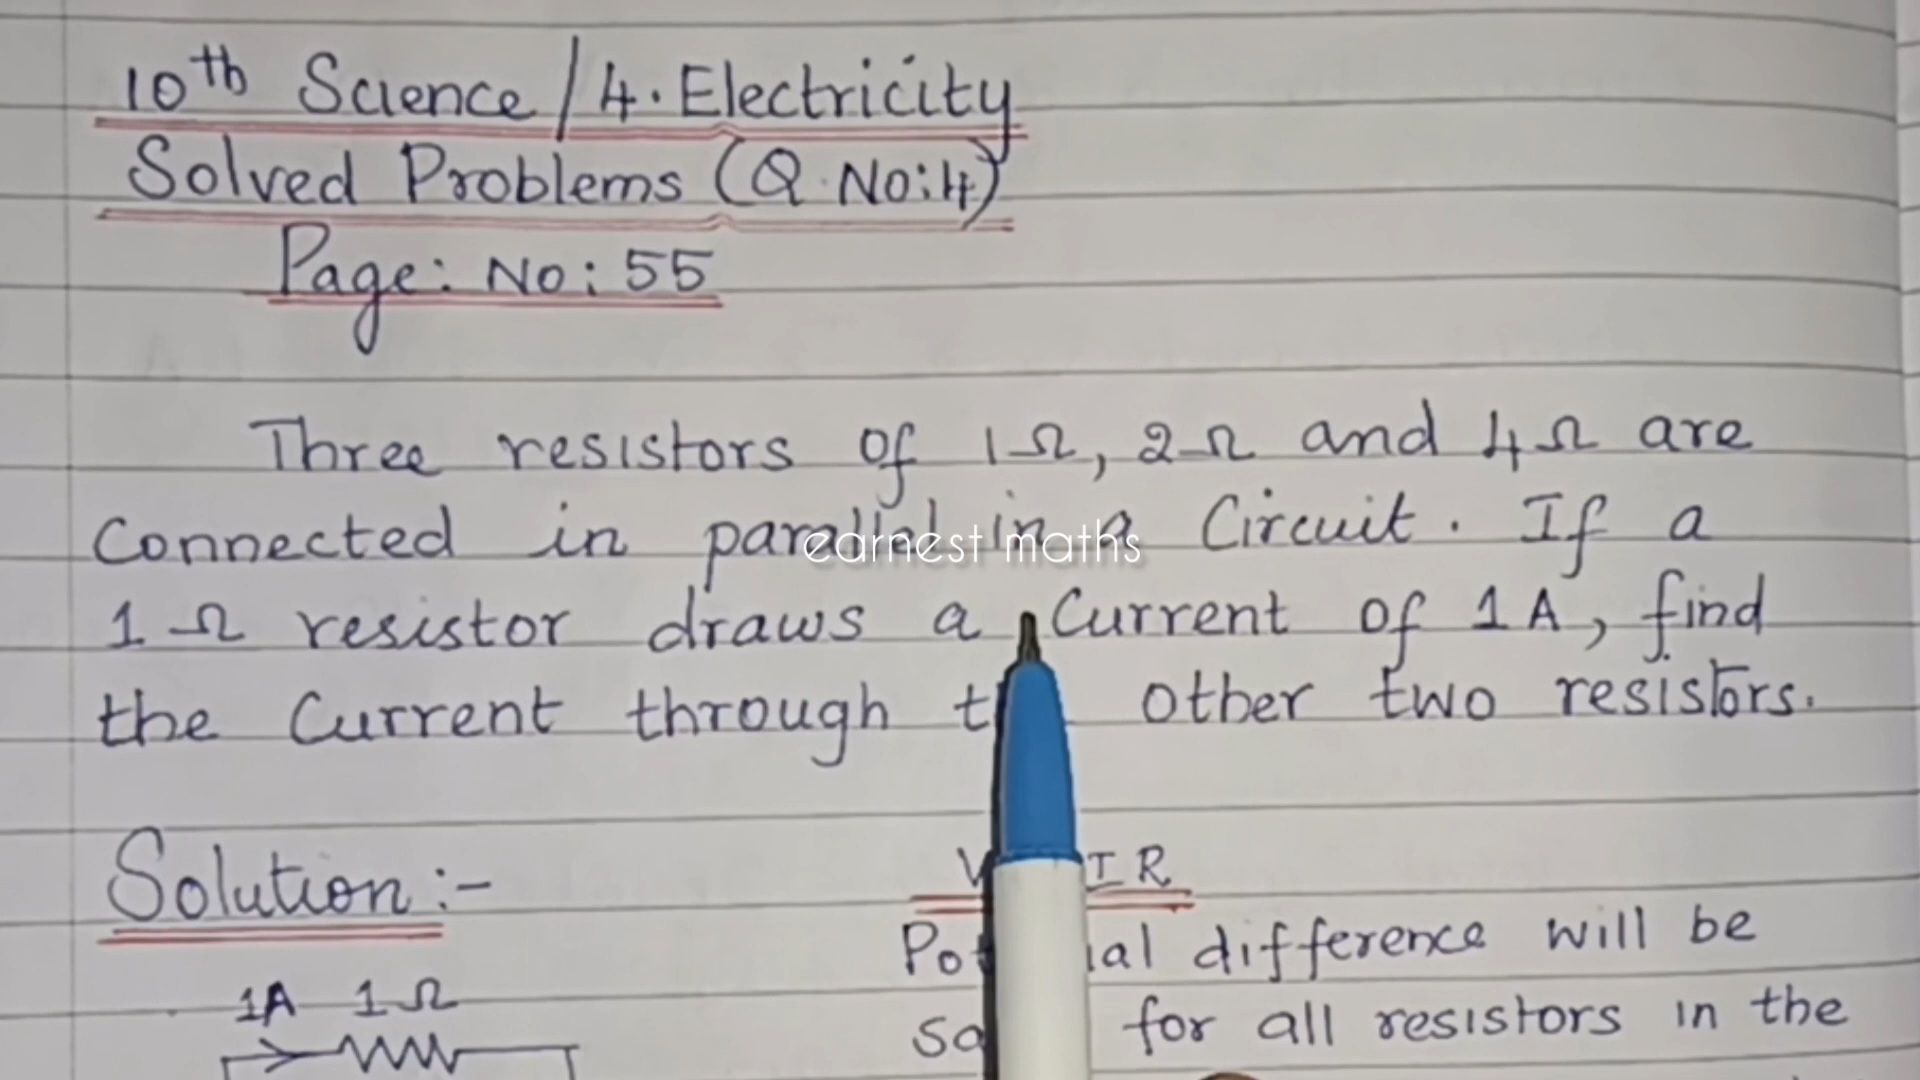 10th Science / 4. Electricity
Solved Problems (Q. No: 4)
Page: No: 55
Three resistors of 1Ω, 2Ω and 4Ω are
Connected in parallel in a Circuit. If a
earnest maths
1Ω resistor draws a Current of 1A, find
the Current through other two resistors.
Solution :-
V IR
difference will be
for all resistors in the
1A 1Ω